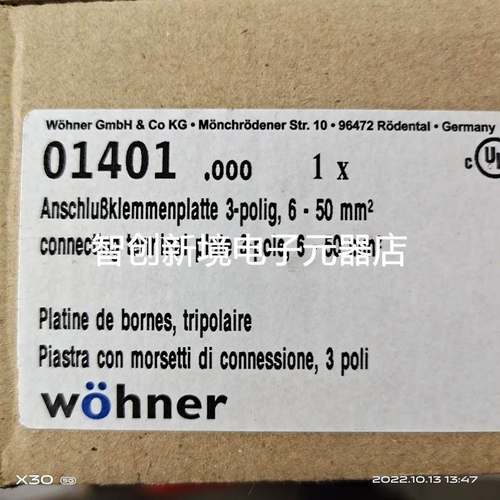 Wöhner GmbH & Co KG • Mönchrödener Str. 10 • 96472 Rödental • Germany
01401 .000 1 x
c UL
Anschlußklemmenplatte 3-polig, 6 - 50 mm²
智创新境电子元器店
Platine de bornes, tripolaire
Piastra con morsetti di connessione, 3 poli
wöhner
X30 5G
2022.10.13 13:47